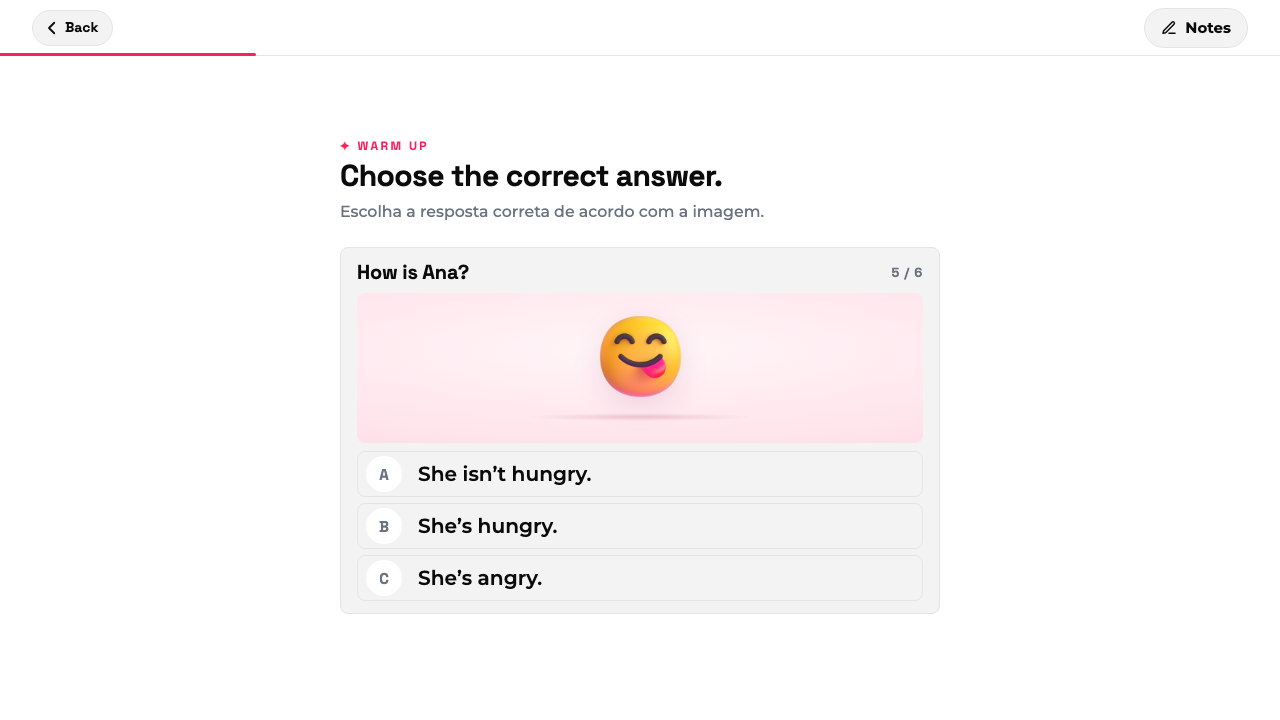 Back
Notes
✦ WARM UP
Choose the correct answer.
Escolha a resposta correta de acordo com a imagem.
How is Ana?
5 / 6
A She isn’t hungry.
B She’s hungry.
C She’s angry.